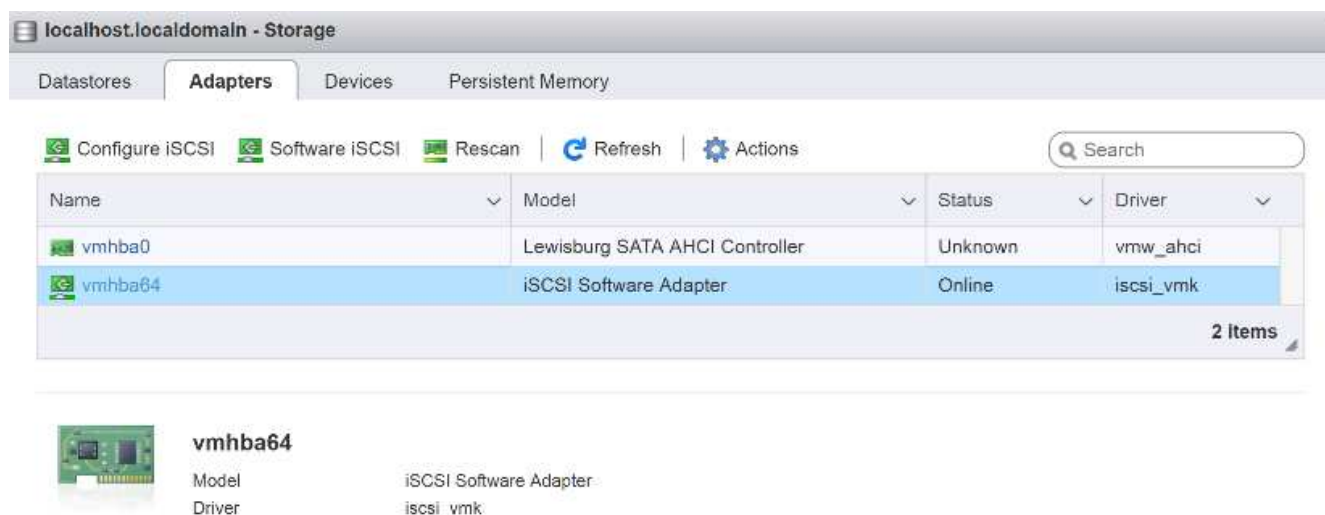 localhost.localdomain - Storage
Datastores Adapters Devices Persistent Memory
Configure iSCSI Software iSCSI Rescan Refresh Actions Search
Name Model Status Driver
vmhba0 Lewisburg SATA AHCI Controller Unknown vmw_ahci
vmhba64 iSCSI Software Adapter Online iscsi_vmk
2 items
vmhba64
Model iSCSI Software Adapter
Driver iscsi_vmk